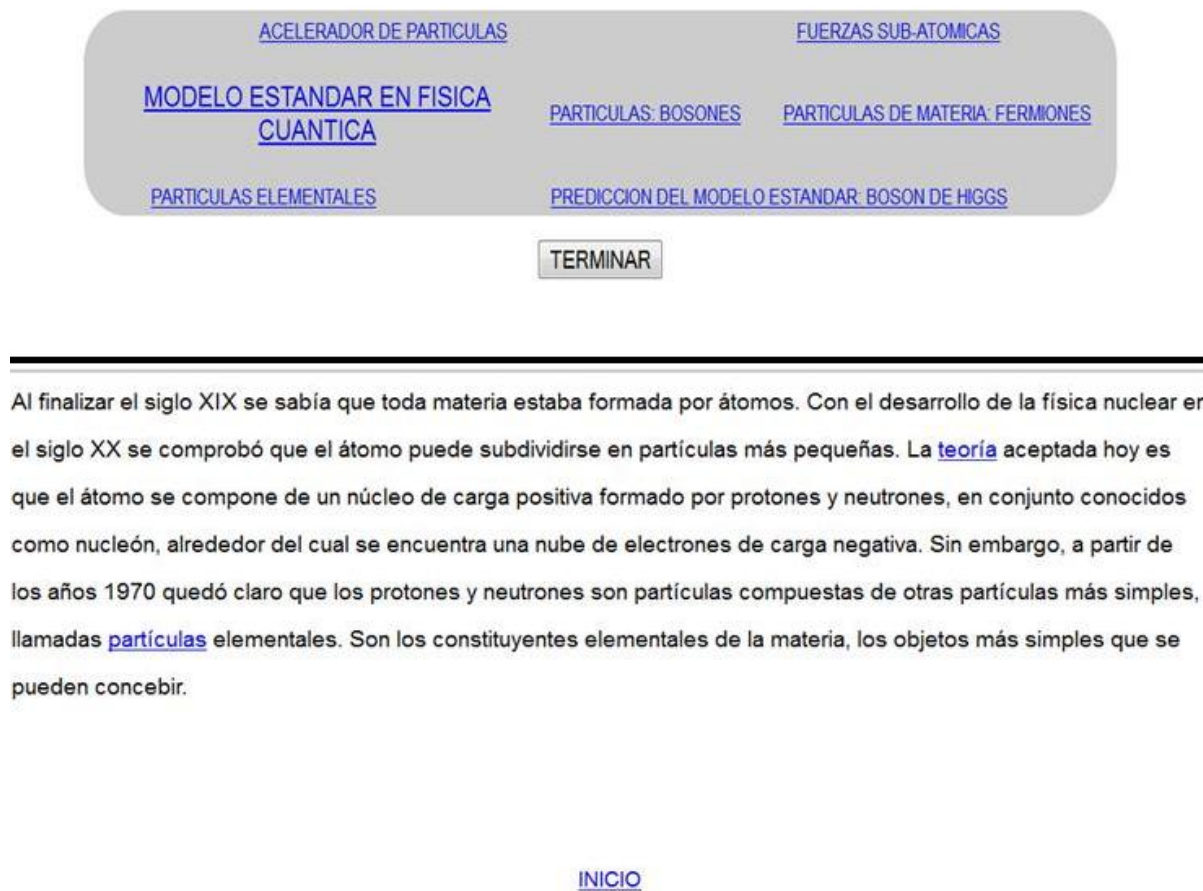 ACELERADOR DE PARTICULAS
FUERZAS SUB-ATOMICAS
MODELO ESTANDAR EN FISICA
CUANTICA
PARTICULAS: BOSONES
PARTICULAS DE MATERIA: FERMIONES
PARTICULAS ELEMENTALES
PREDICCION DEL MODELO ESTANDAR: BOSON DE HIGGS
TERMINAR
Al finalizar el siglo XIX se sabía que toda materia estaba formada por átomos. Con el desarrollo de la física nuclear en
el siglo XX se comprobó que el átomo puede subdividirse en partículas más pequeñas. La teoría aceptada hoy es
que el átomo se compone de un núcleo de carga positiva formado por protones y neutrones, en conjunto conocidos
como nucleón, alrededor del cual se encuentra una nube de electrones de carga negativa. Sin embargo, a partir de
los años 1970 quedó claro que los protones y neutrones son partículas compuestas de otras partículas más simples,
llamadas partículas elementales. Son los constituyentes elementales de la materia, los objetos más simples que se
pueden concebir.
INICIO